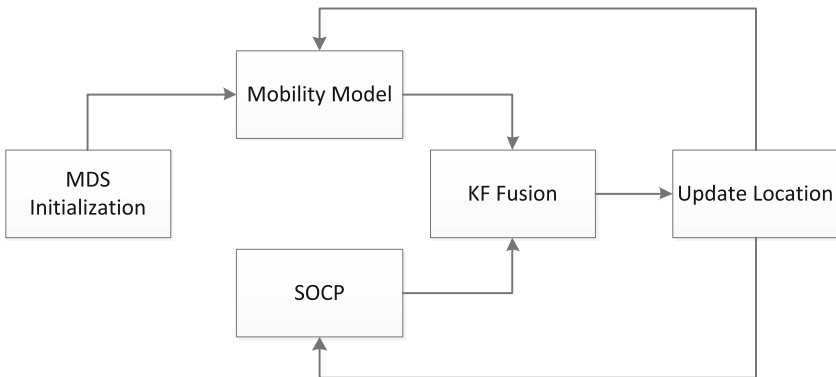 Mobility Model
MDS
Initialization
KF Fusion
Update Location
SOCP